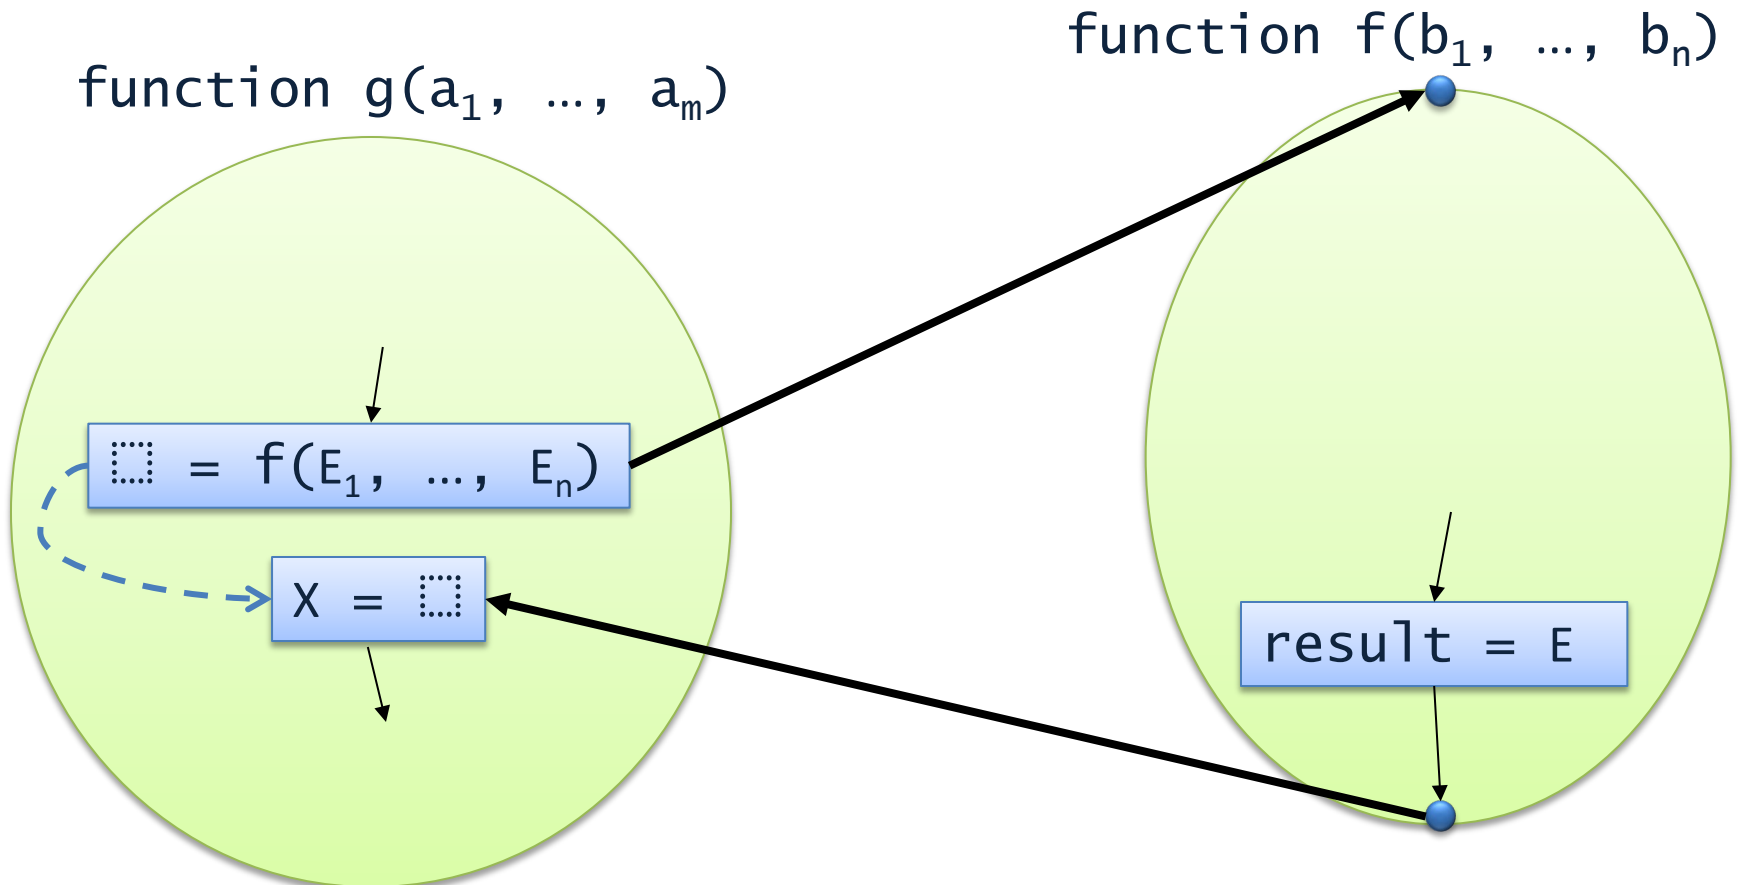 function g(a₁, …, aₘ)
function f(b₁, …, bₙ)
⬚ = f(E₁, …, Eₙ)
X = ⬚
result = E